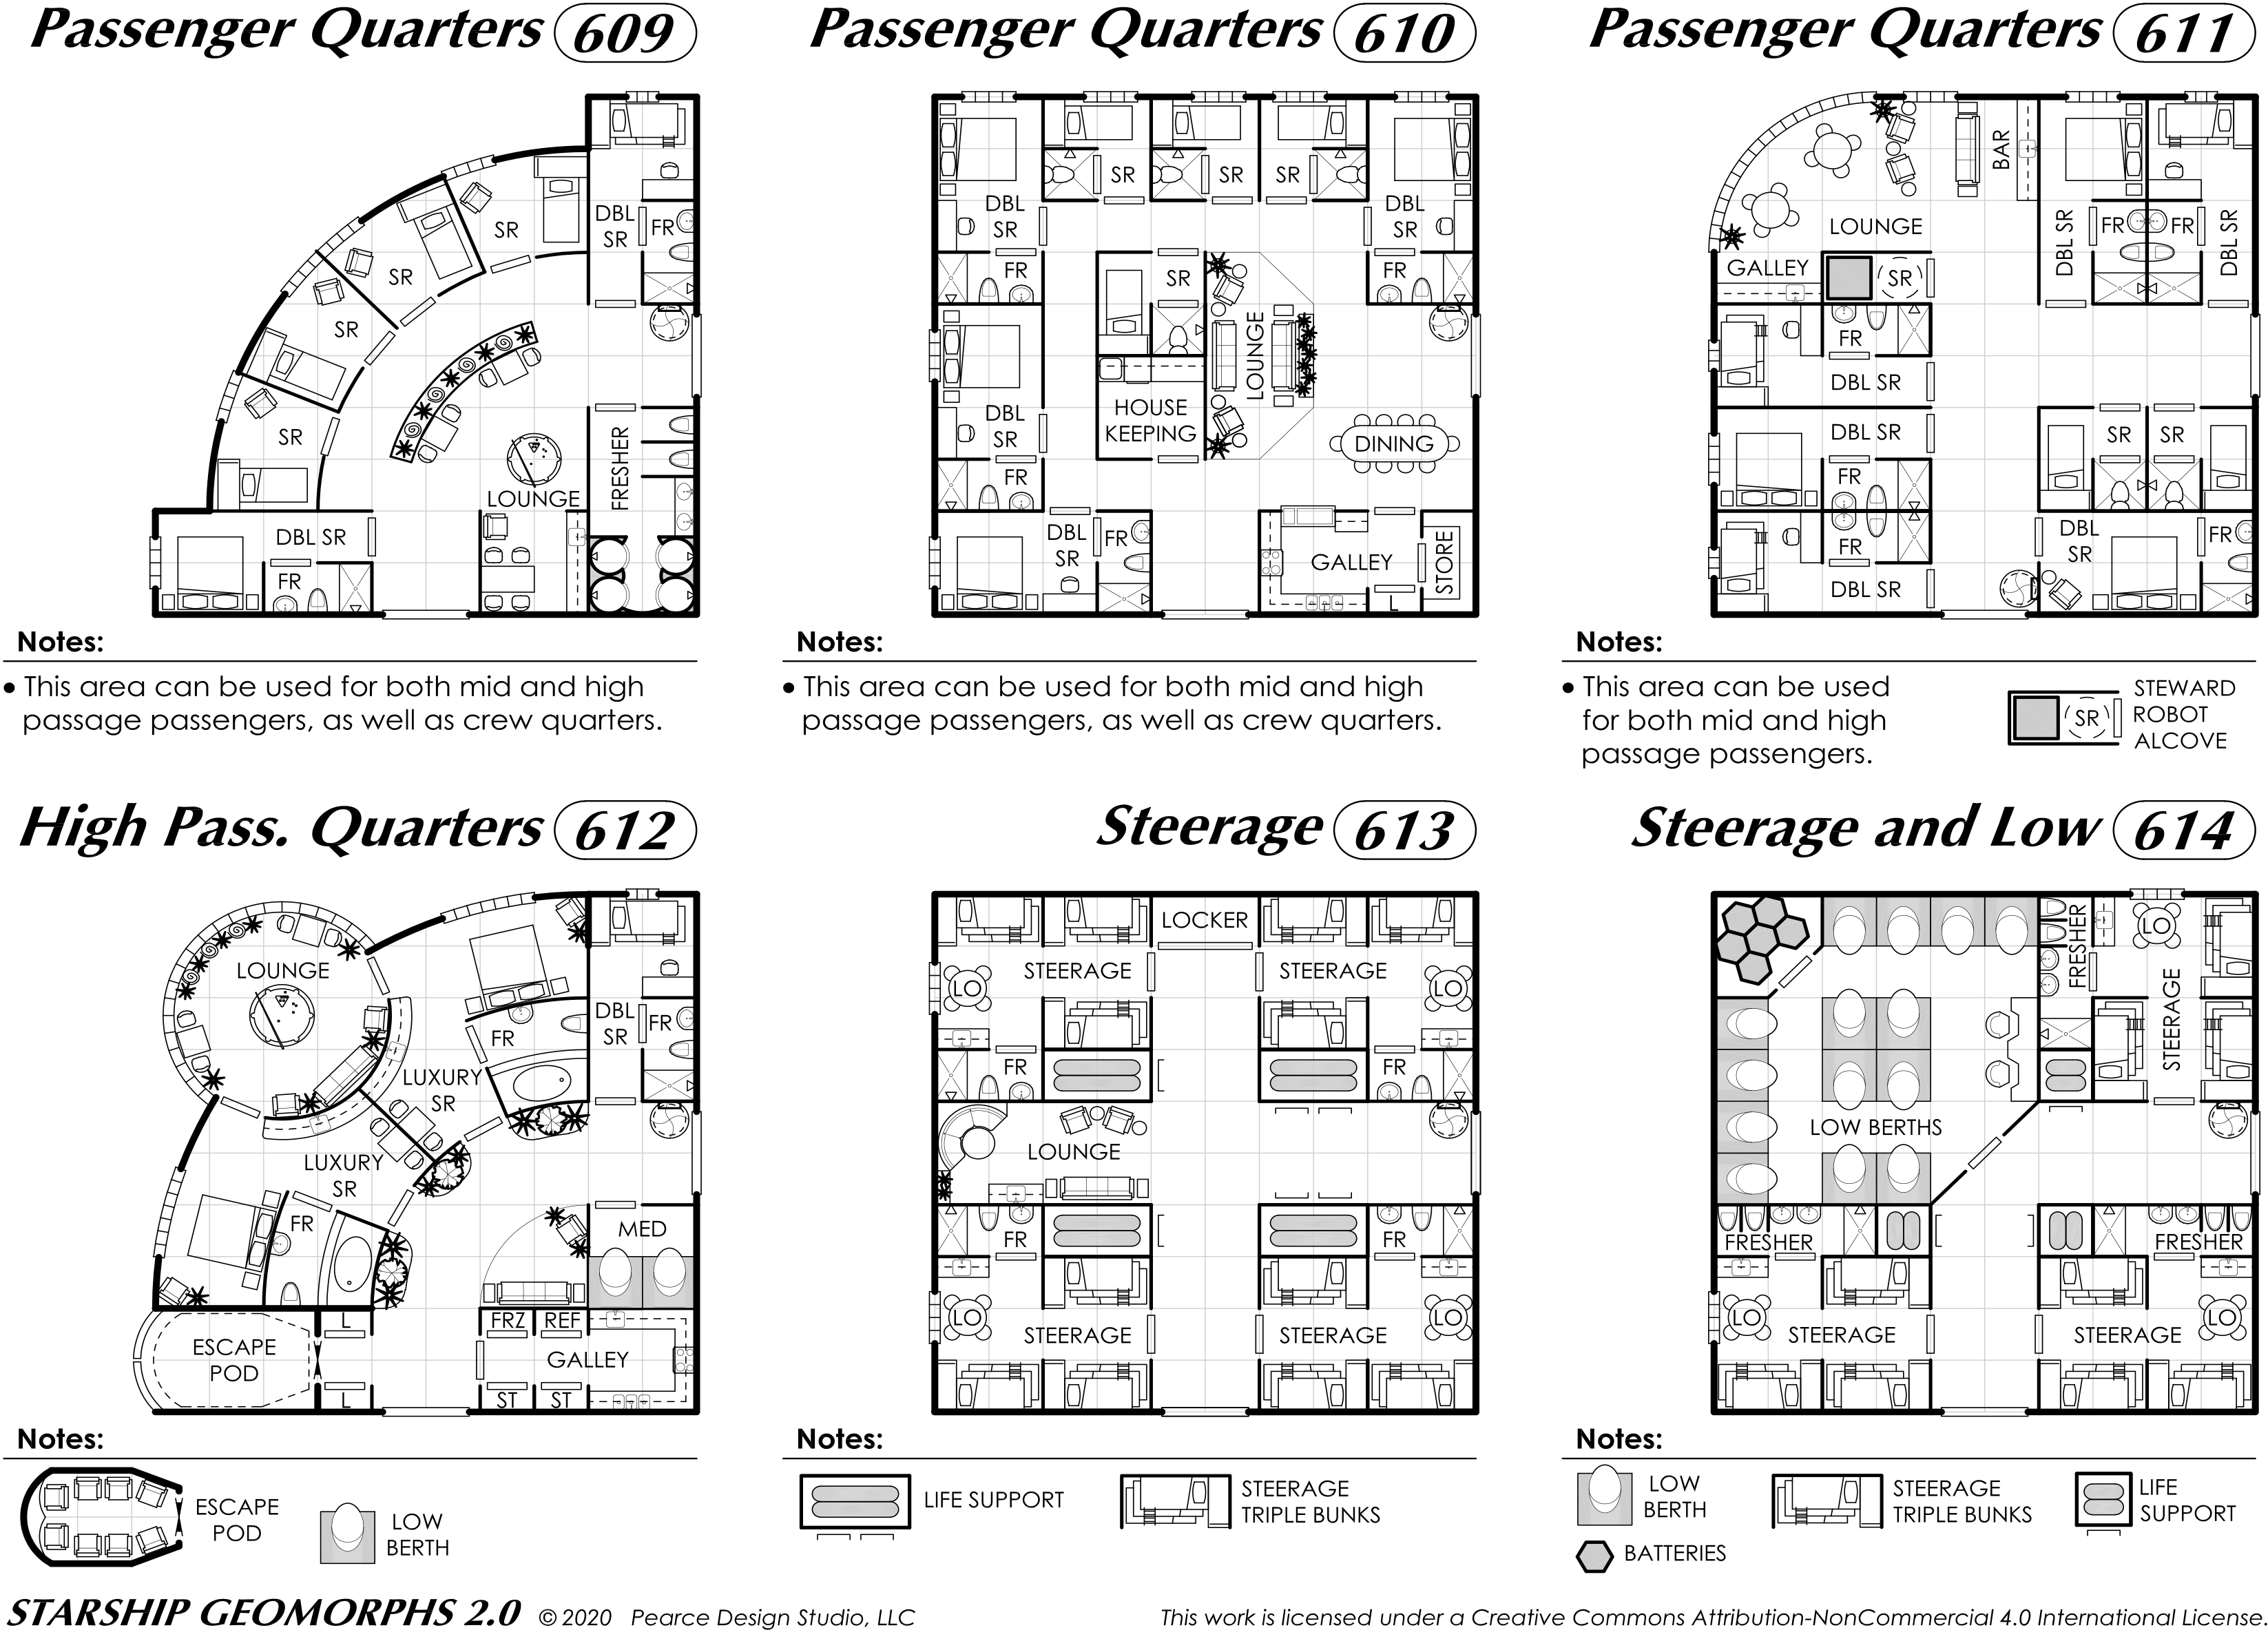 Passenger Quarters 609
DBL
SR
FR
SR
SR
SR
SR
LOUNGE
FRESHER
DBL SR
FR
Notes:
• This area can be used for both mid and high
passage passengers, as well as crew quarters.
Passenger Quarters 610
SR
SR
SR
DBL
SR
DBL
SR
FR
SR
FR
LOUNGE
HOUSE
KEEPING
DBL
SR
DINING
FR
DBL
SR
FR
GALLEY
STORE
L
Notes:
• This area can be used for both mid and high
passage passengers, as well as crew quarters.
Passenger Quarters 611
BAR
LOUNGE
DBL SR
FR
FR
DBL SR
GALLEY
SR
FR
DBL SR
DBL SR
SR
SR
FR
FR
DBL SR
DBL
SR
FR
Notes:
• This area can be used
for both mid and high
passage passengers.
SR
STEWARD
ROBOT
ALCOVE
High Pass. Quarters 612
LOUNGE
DBL
SR
FR
FR
LUXURY
SR
LUXURY
SR
FR
MED
ESCAPE
POD
L
L
FRZ
REF
GALLEY
ST
ST
Notes:
ESCAPE
POD
LOW
BERTH
Steerage 613
LOCKER
STEERAGE
STEERAGE
LO
LO
FR
FR
LOUNGE
FR
FR
LO
LO
STEERAGE
STEERAGE
Notes:
LIFE SUPPORT
STEERAGE
TRIPLE BUNKS
Steerage and Low 614
FRESHER
LO
STEERAGE
LOW BERTHS
FRESHER
FRESHER
LO
LO
STEERAGE
STEERAGE
Notes:
LOW
BERTH
STEERAGE
TRIPLE BUNKS
LIFE
SUPPORT
BATTERIES
STARSHIP GEOMORPHS 2.0 © 2020 Pearce Design Studio, LLC
This work is licensed under a Creative Commons Attribution-NonCommercial 4.0 International License.